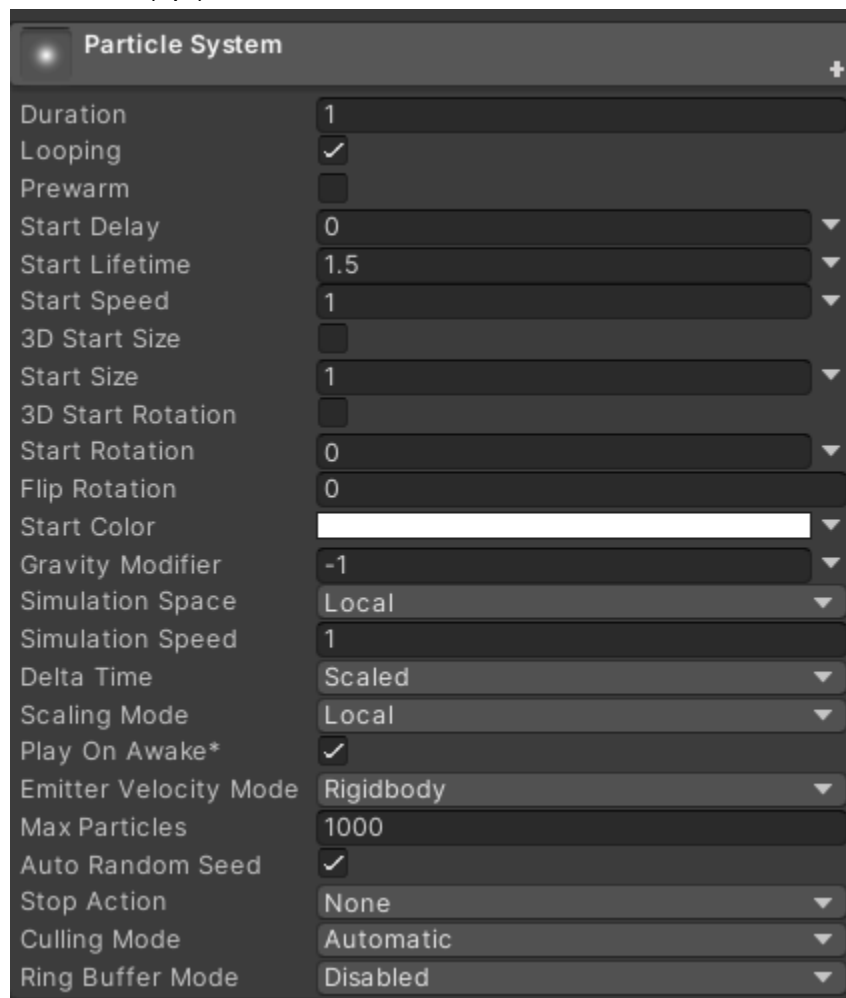 Particle System
Duration 1
Looping
Prewarm
Start Delay 0
Start Lifetime 1.5
Start Speed 1
3D Start Size
Start Size 1
3D Start Rotation
Start Rotation 0
Flip Rotation 0
Start Color
Gravity Modifier -1
Simulation Space Local
Simulation Speed 1
Delta Time Scaled
Scaling Mode Local
Play On Awake*
Emitter Velocity Mode Rigidbody
Max Particles 1000
Auto Random Seed
Stop Action None
Culling Mode Automatic
Ring Buffer Mode Disabled